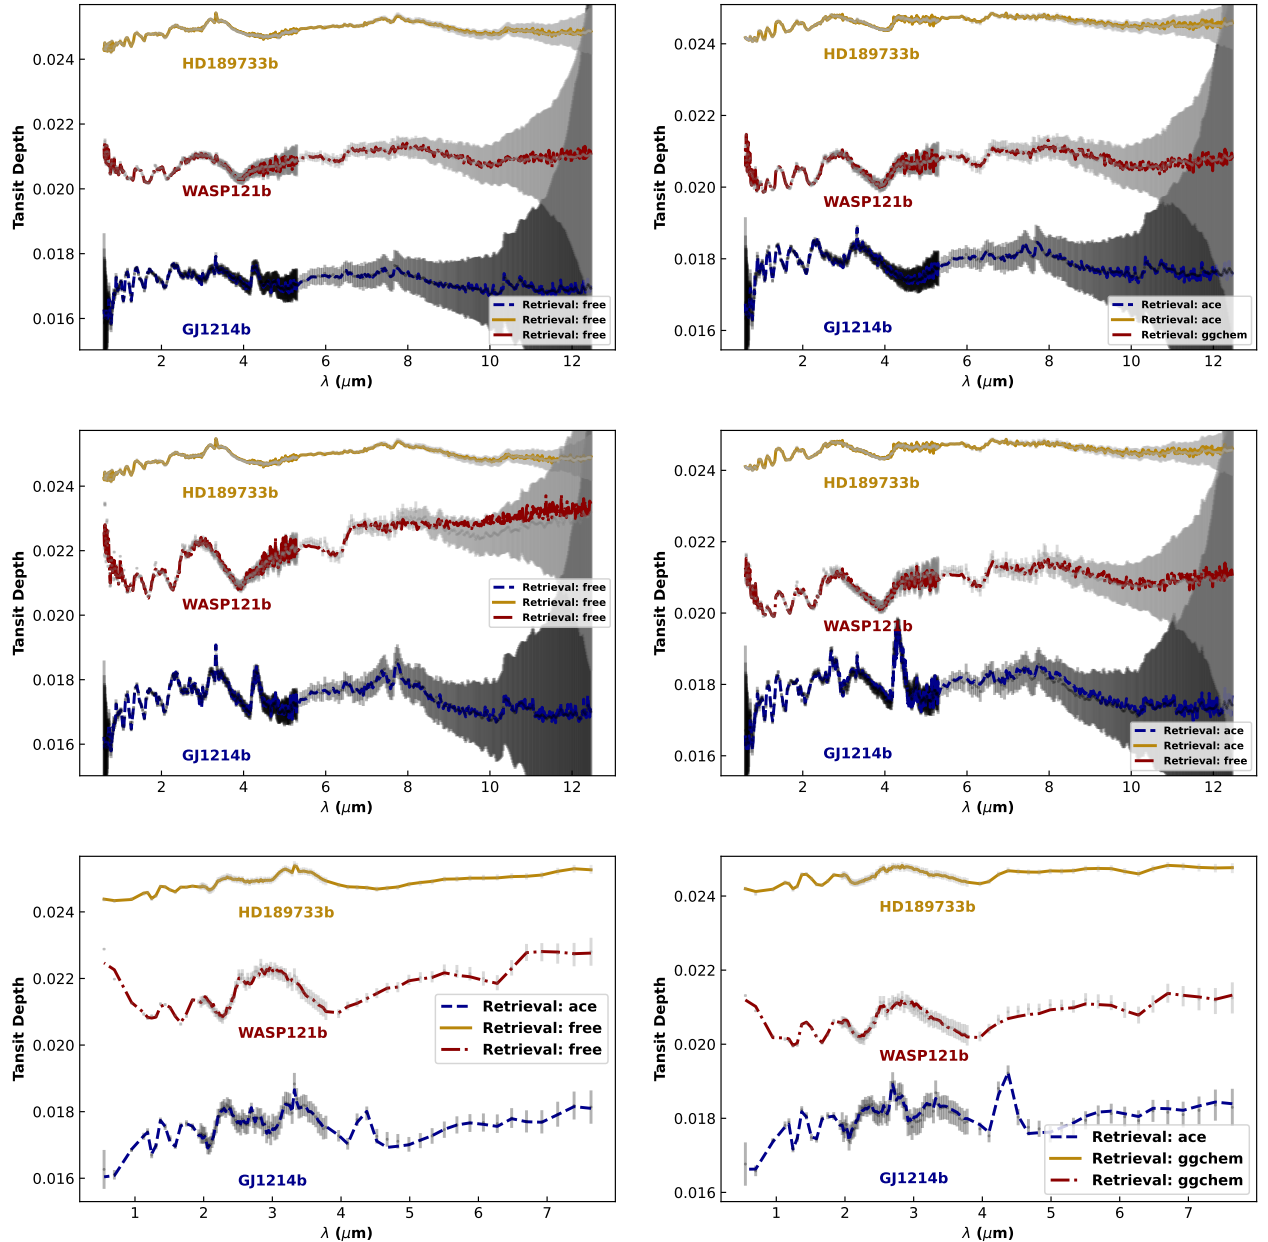 0.024
0.022
0.020
0.018
0.016
Tansit Depth
HD189733b
WASP121b
GJ1214b
Retrieval: free
Retrieval: free
Retrieval: free
2 4 6 8 10 12
λ (μm)
0.024
0.022
0.020
0.018
0.016
Tansit Depth
HD189733b
WASP121b
GJ1214b
Retrieval: ace
Retrieval: ace
Retrieval: ggchem
2 4 6 8 10 12
λ (μm)
0.024
0.022
0.020
0.018
0.016
Tansit Depth
HD189733b
WASP121b
GJ1214b
Retrieval: free
Retrieval: free
Retrieval: free
2 4 6 8 10 12
λ (μm)
0.024
0.022
0.020
0.018
0.016
Tansit Depth
HD189733b
WASP121b
GJ1214b
Retrieval: ace
Retrieval: ace
Retrieval: free
2 4 6 8 10 12
λ (μm)
0.024
0.022
0.020
0.018
0.016
Tansit Depth
HD189733b
WASP121b
GJ1214b
Retrieval: ace
Retrieval: free
Retrieval: free
1 2 3 4 5 6 7
λ (μm)
0.024
0.022
0.020
0.018
0.016
Tansit Depth
HD189733b
WASP121b
GJ1214b
Retrieval: ace
Retrieval: ggchem
Retrieval: ggchem
1 2 3 4 5 6 7
λ (μm)